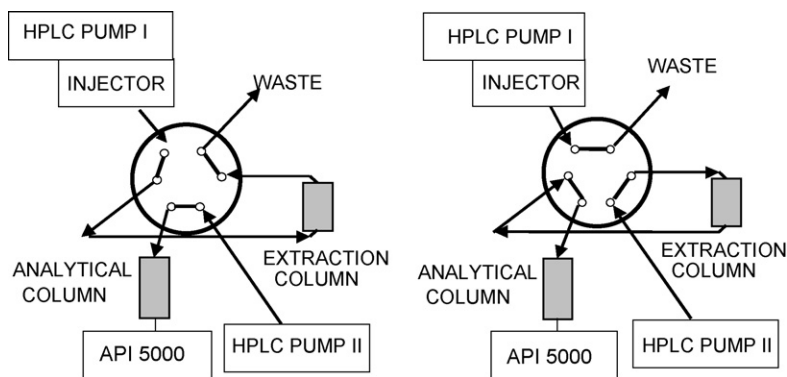 HPLC PUMP I
INJECTOR
WASTE
ANALYTICAL
COLUMN
EXTRACTION
COLUMN
API 5000
HPLC PUMP II
HPLC PUMP I
INJECTOR
WASTE
ANALYTICAL
COLUMN
EXTRACTION
COLUMN
API 5000
HPLC PUMP II